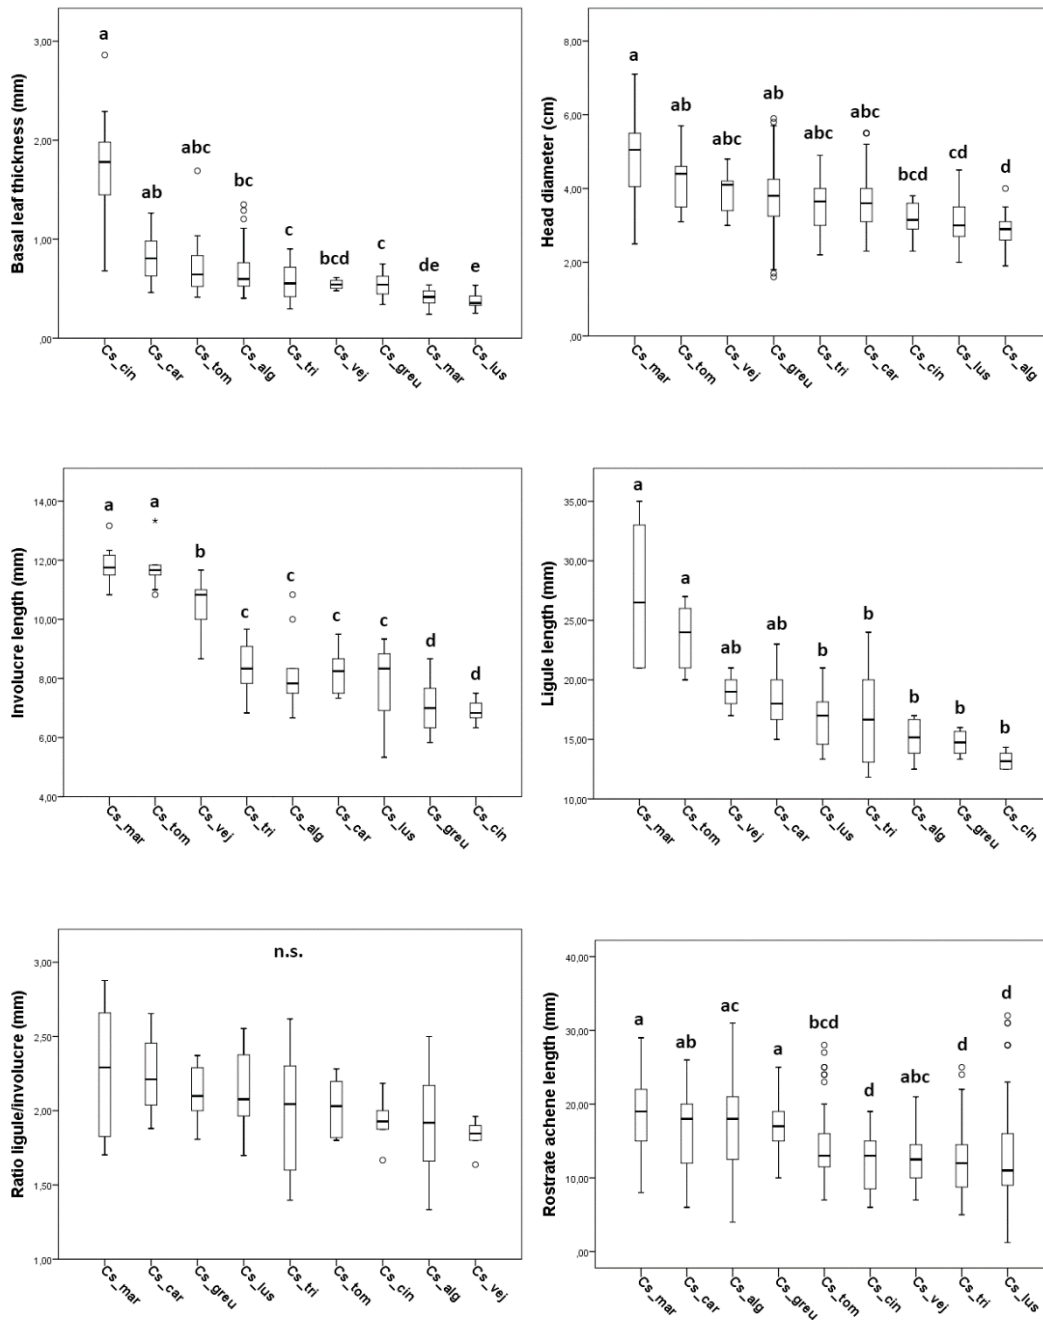 Basal leaf thickness (mm)
3,00
2,00
1,00
,00
a
ab
abc
bc
c
bcd
c
de
e
Cs_cin
Cs_car
Cs_tom
Cs_alg
Cs_tri
Cs_vej
Cs_greu
Cs_mar
Cs_lus
Head diameter (cm)
8,00
6,00
4,00
2,00
,00
a
ab
abc
ab
abc
abc
bcd
cd
d
Cs_mar
Cs_tom
Cs_vej
Cs_greu
Cs_tri
Cs_car
Cs_cin
Cs_lus
Cs_alg
Involucre length (mm)
14,00
12,00
10,00
8,00
6,00
4,00
a
a
b
c
c
c
c
d
d
Cs_mar
Cs_tom
Cs_vej
Cs_tri
Cs_alg
Cs_car
Cs_lus
Cs_greu
Cs_cin
Ligule length (mm)
35,00
30,00
25,00
20,00
15,00
10,00
a
a
ab
ab
b
b
b
b
b
Cs_mar
Cs_tom
Cs_vej
Cs_car
Cs_lus
Cs_tri
Cs_alg
Cs_greu
Cs_cin
Ratio ligule/involucre (mm)
3,00
2,50
2,00
1,50
1,00
n.s.
Cs_mar
Cs_car
Cs_greu
Cs_lus
Cs_tri
Cs_tom
Cs_cin
Cs_alg
Cs_vej
Rostrate achene length (mm)
40,00
30,00
20,00
10,00
,00
a
ab
ac
a
bcd
d
abc
d
d
Cs_mar
Cs_car
Cs_alg
Cs_greu
Cs_tom
Cs_cin
Cs_vej
Cs_tri
Cs_lus